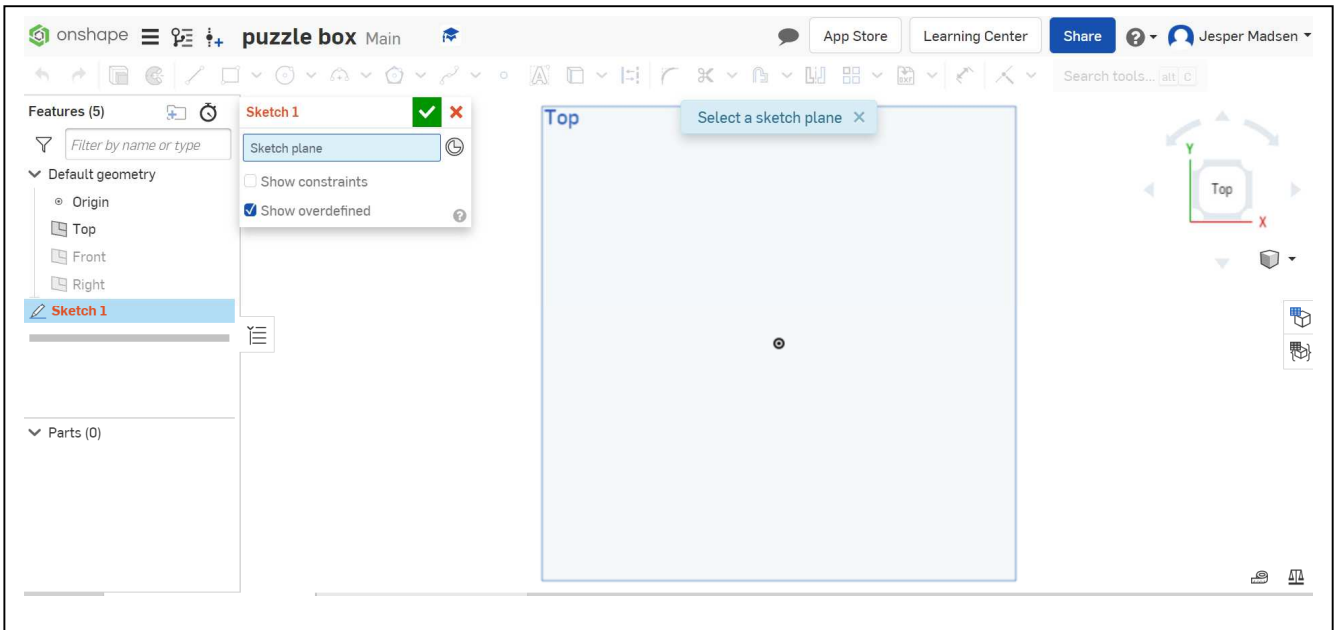 onshape puzzle box Main App Store Learning Center Share Jesper Madsen
Search tools... alt C
Features (5)
Filter by name or type
Default geometry
Origin
Top
Front
Right
Sketch 1
Parts (0)
Sketch 1
Sketch plane
Show constraints
Show overdefined
Top
Select a sketch plane
Y
Top
X